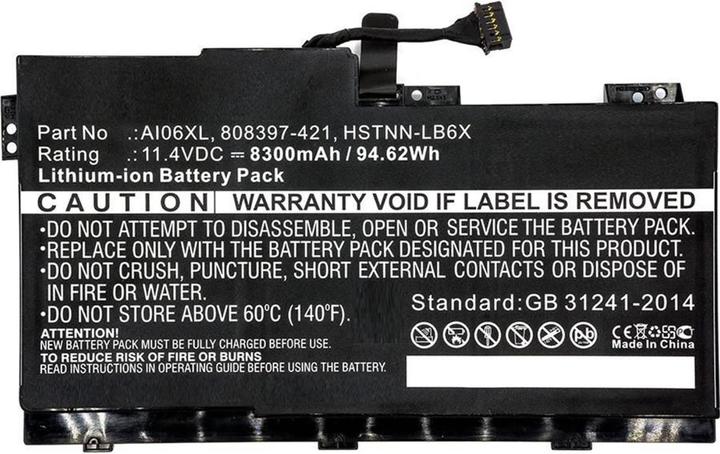 Part No .: AI06XL, 808397-421, HSTNN-LB6X
Rating .: 11.4VDC ⎓ 8300mAh / 94.62Wh
Lithium-ion Battery Pack
CAUTION WARRANTY VOID IF LABEL IS REMOVED
•DO NOT ATTEMPT TO DISASSEMBLE, OPEN OR SERVICE THE BATTERY PACK.
•REPLACE ONLY WITH THE BATTERY PACK DESIGNATED FOR THIS PRODUCT.
•DO NOT CRUSH, PUNCTURE, SHORT EXTERNAL CONTACTS OR DISPOSE OF
IN FIRE OR WATER.
•DO NOT STORE ABOVE 60°C (140°F).
Standard:GB 31241-2014
ATTENTION!
NEW BATTERY PACK MUST BE FULLY CHARGED BEFORE USE.
TO REDUCE RISK OF FIRE OR BURNS
READ INSTRUCTIONS IN OPERATING GUIDE BEFORE USING BATTERY PACK.
CE
Made In China